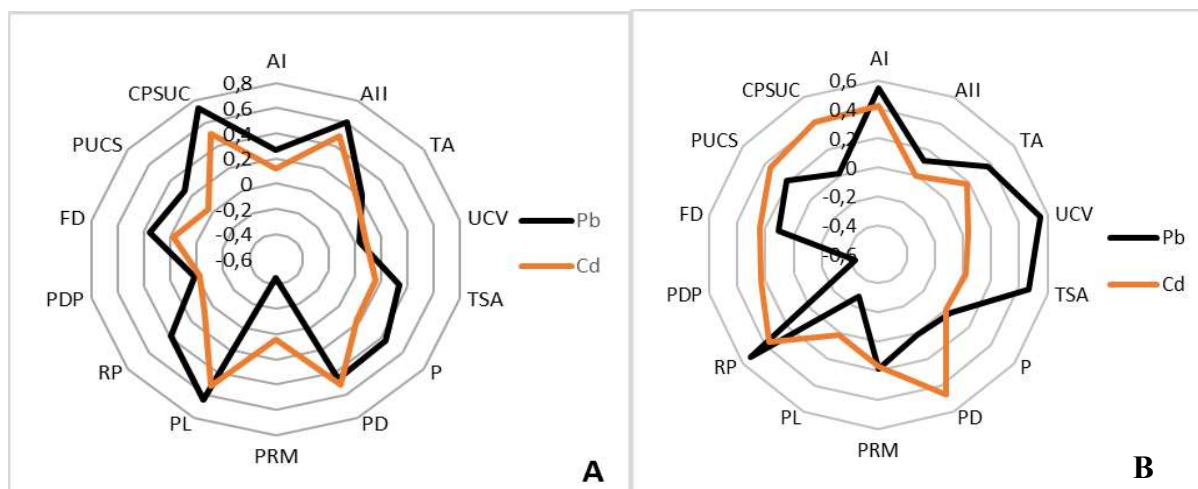 AI
AII
TA
UCV
TSA
P
PD
PRM
PL
RP
PDP
FD
PUCS
CPSUC
0,8
0,6
0,4
0,2
0
-0,2
-0,4
-0,6
Pb
Cd
A
AI
AII
TA
UCV
TSA
P
PD
PRM
PL
RP
PDP
FD
PUCS
CPSUC
0,6
0,4
0,2
0
-0,2
-0,4
-0,6
Pb
Cd
B